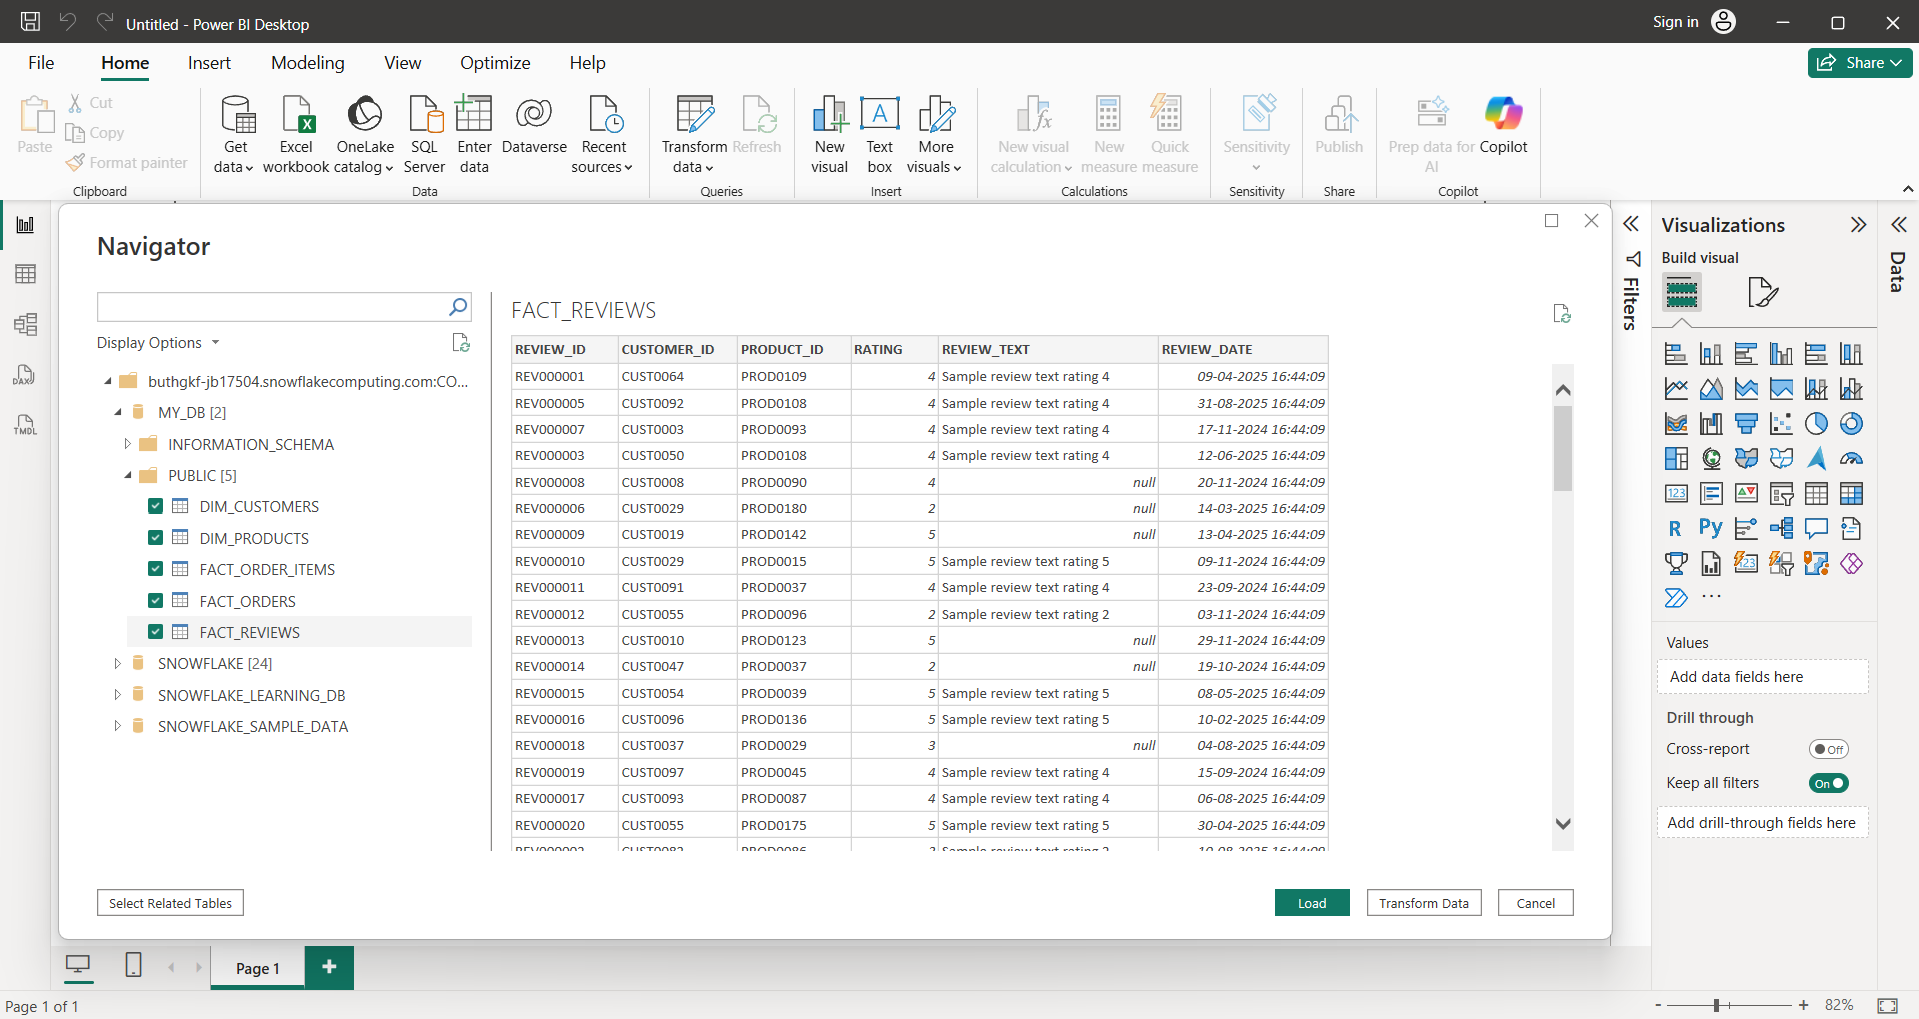 Untitled - Power BI Desktop
Sign in
File
Home
Insert
Modeling
View
Optimize
Help
Share
Paste
Cut
Copy
Format painter
Clipboard
Get data
Excel workbook
OneLake catalog
SQL Server
Enter data
Dataverse
Recent sources
Data
Transform data
Refresh
Queries
New visual
Text box
More visuals
Insert
New visual calculation
New measure
Quick measure
Calculations
Sensitivity
Sensitivity
Publish
Share
Prep data for AI
Copilot
Copilot
Navigator
Display Options
buthgkf-jb17504.snowflakecomputing.com:CO...
MY_DB [2]
INFORMATION_SCHEMA
PUBLIC [5]
DIM_CUSTOMERS
DIM_PRODUCTS
FACT_ORDER_ITEMS
FACT_ORDERS
FACT_REVIEWS
SNOWFLAKE [24]
SNOWFLAKE_LEARNING_DB
SNOWFLAKE_SAMPLE_DATA
FACT_REVIEWS
REVIEW_ID CUSTOMER_ID PRODUCT_ID RATING REVIEW_TEXT REVIEW_DATE
REV000001 CUST0064 PROD0109 4 Sample review text rating 4 09-04-2025 16:44:09
REV000005 CUST0092 PROD0108 4 Sample review text rating 4 31-08-2025 16:44:09
REV000007 CUST0003 PROD0093 4 Sample review text rating 4 17-11-2024 16:44:09
REV000003 CUST0050 PROD0108 4 Sample review text rating 4 12-06-2025 16:44:09
REV000008 CUST0008 PROD0090 4 null 20-11-2024 16:44:09
REV000006 CUST0029 PROD0180 2 null 14-03-2025 16:44:09
REV000009 CUST0019 PROD0142 5 null 13-04-2025 16:44:09
REV000010 CUST0029 PROD0015 5 Sample review text rating 5 09-11-2024 16:44:09
REV000011 CUST0091 PROD0037 4 Sample review text rating 4 23-09-2024 16:44:09
REV000012 CUST0055 PROD0096 2 Sample review text rating 2 03-11-2024 16:44:09
REV000013 CUST0010 PROD0123 5 null 29-11-2024 16:44:09
REV000014 CUST0047 PROD0037 2 null 19-10-2024 16:44:09
REV000015 CUST0054 PROD0039 5 Sample review text rating 5 08-05-2025 16:44:09
REV000016 CUST0096 PROD0136 5 Sample review text rating 5 10-02-2025 16:44:09
REV000018 CUST0037 PROD0029 3 null 04-08-2025 16:44:09
REV000019 CUST0097 PROD0045 4 Sample review text rating 4 15-09-2024 16:44:09
REV000017 CUST0093 PROD0087 4 Sample review text rating 4 06-08-2025 16:44:09
REV000020 CUST0055 PROD0175 5 Sample review text rating 5 30-04-2025 16:44:09
Select Related Tables
Load
Transform Data
Cancel
Filters
Visualizations
Build visual
Data
DAX
TMDL
123
R
Py
123
Values
Add data fields here
Drill through
Cross-report
Off
Keep all filters
On
Add drill-through fields here
Page 1
Page 1 of 1
82%